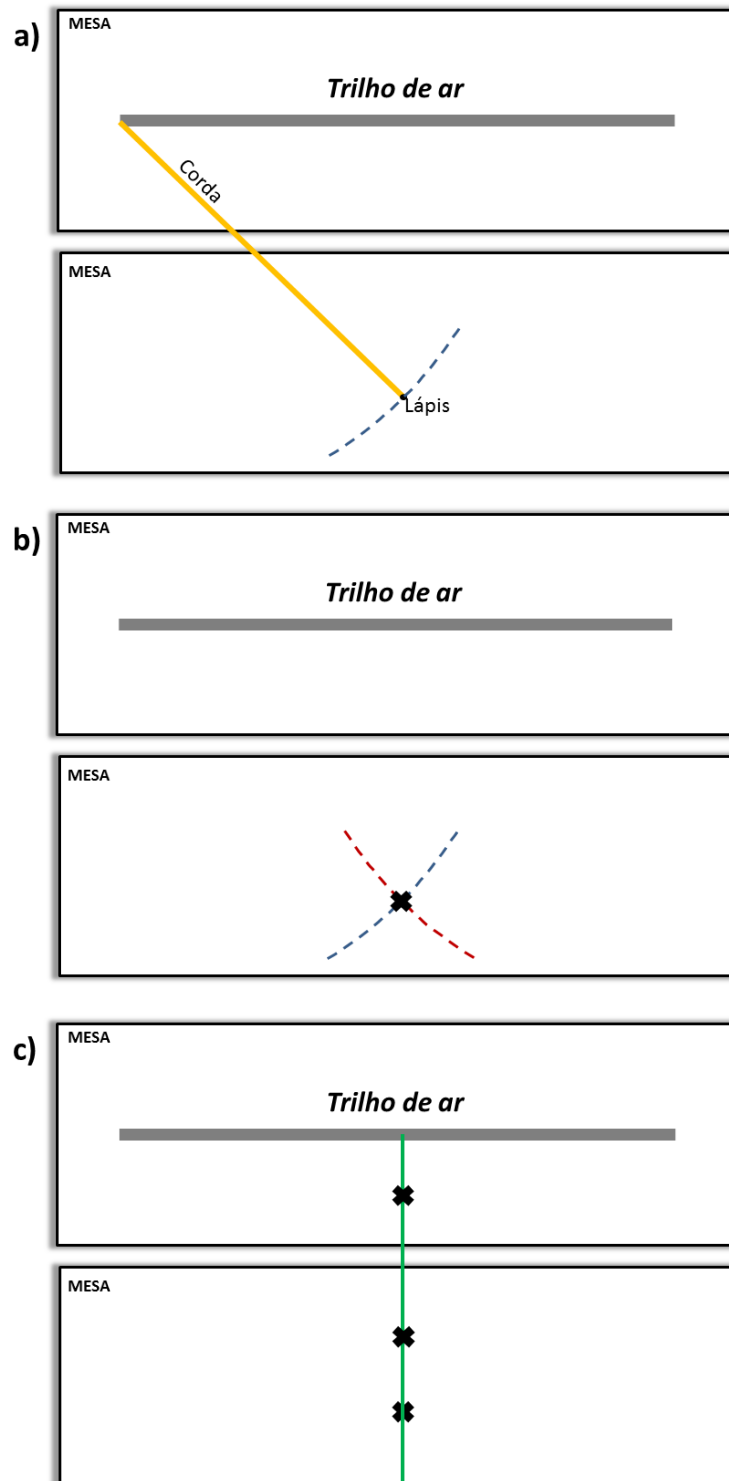 a)
MESA
Trilho de ar
Corda
MESA
Lápis
b)
MESA
Trilho de ar
MESA
c)
MESA
Trilho de ar
MESA